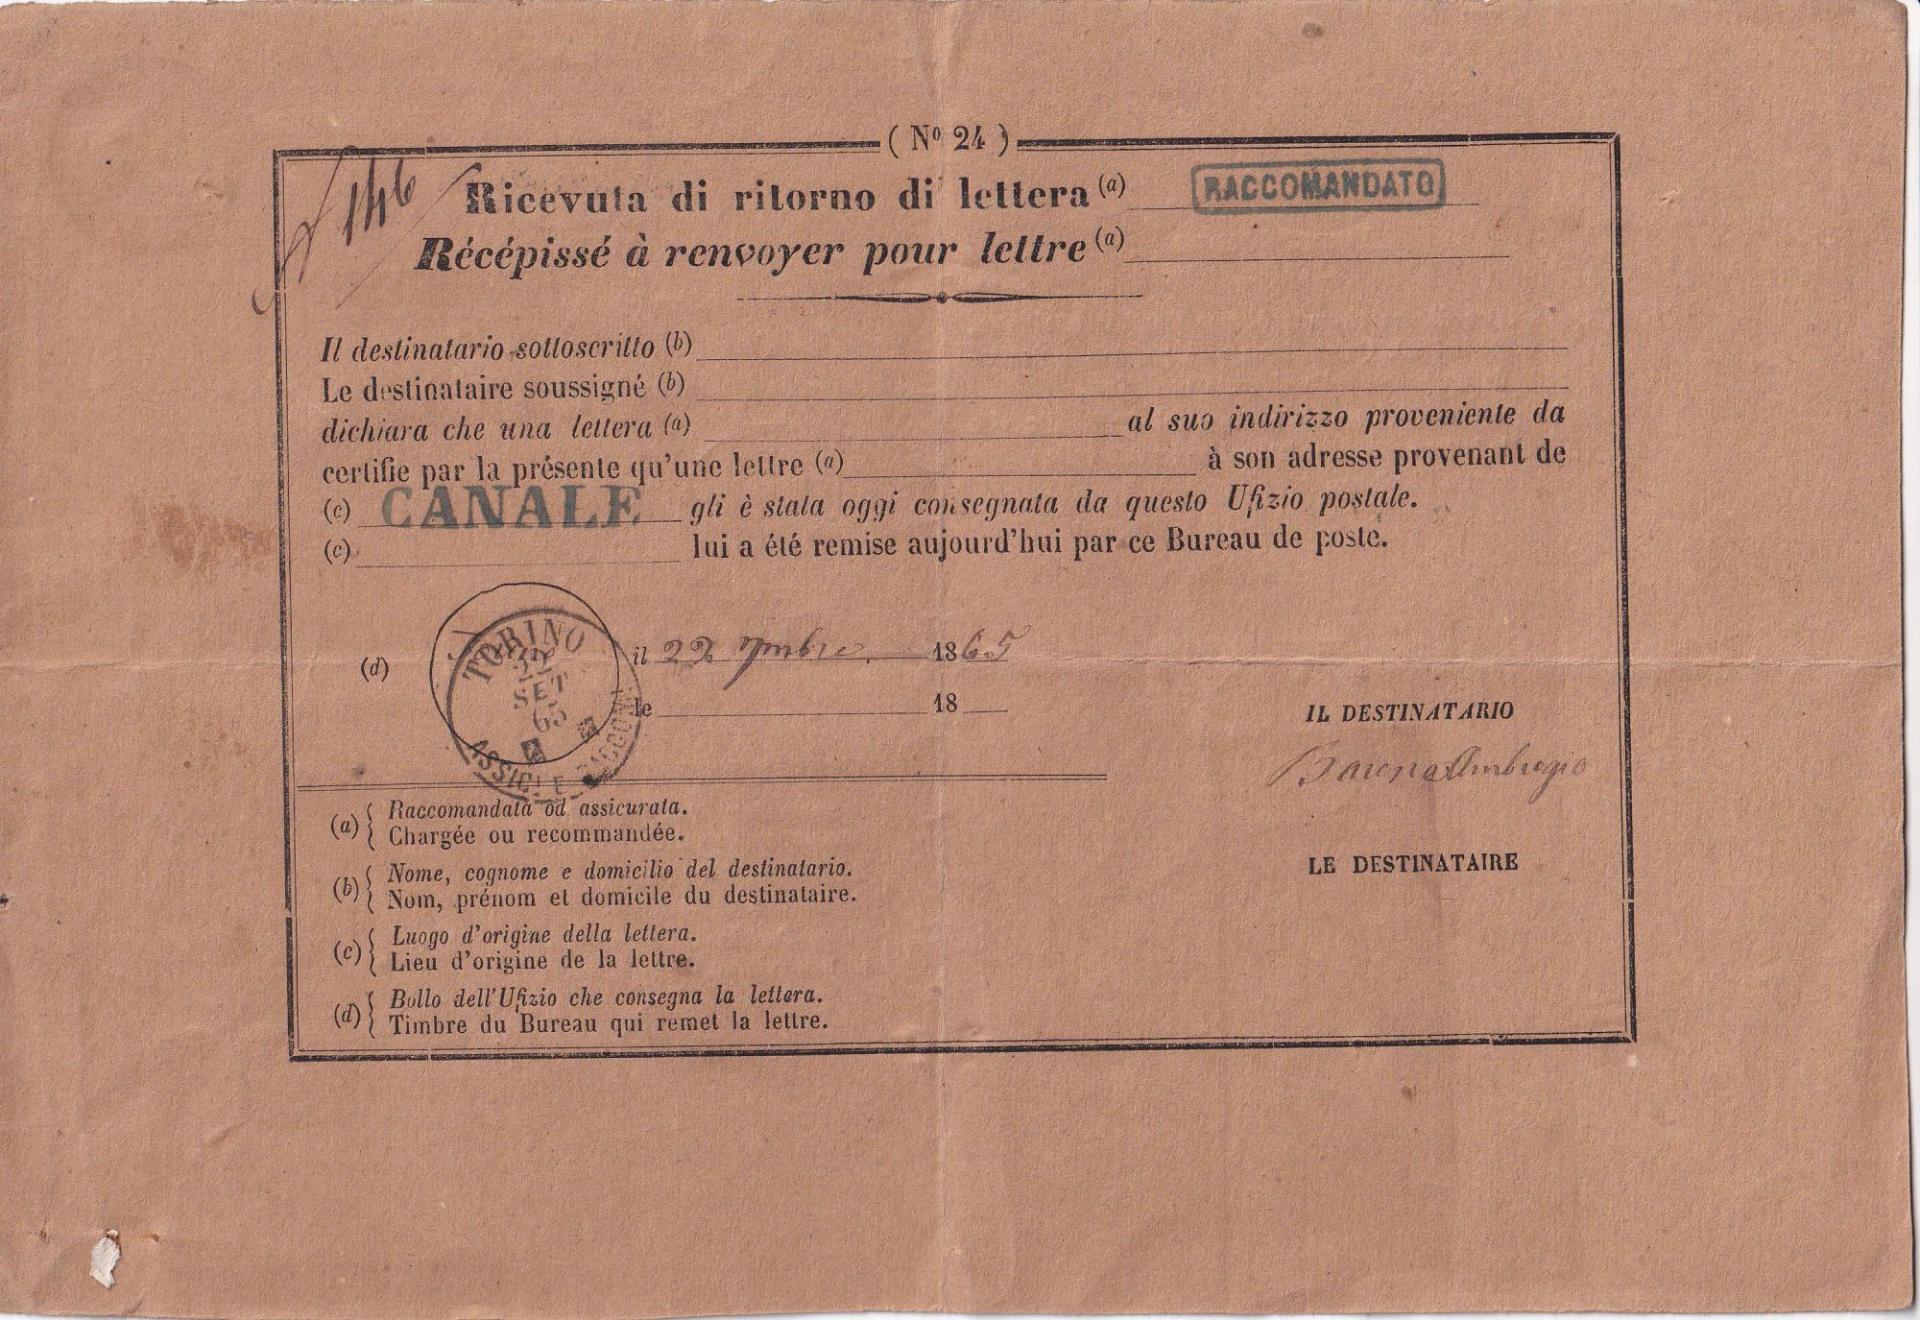 ( Nº 24 )
146
Ricevuta di ritorno di lettera (a) RACCOMANDATO
Récépissé à renvoyer pour lettre (a)
Il destinatario sottoscritto (b)
Le destinataire soussigné (b)
dichiara che una lettera (a) al suo indirizzo proveniente da
certifie par la présente qu'une lettre (a) à son adresse provenant de
(c) CANALE gli è stata oggi consegnata da questo Ufizio postale.
(c) lui a été remise aujourd'hui par ce Bureau de poste.
TORINO
22
SET
65
(d) il 22 7mbre 1865
le 18
IL DESTINATARIO
Ambrogio
LE DESTINATAIRE
(a) { Raccomandata od assicurata.
Chargée ou recommandée.
(b) { Nome, cognome e domicilio del destinatario.
Nom, prénom et domicile du destinataire.
(c) { Luogo d'origine della lettera.
Lieu d'origine de la lettre.
(d) { Bollo dell'Ufizio che consegna la lettera.
Timbre du Bureau qui remet la lettre.